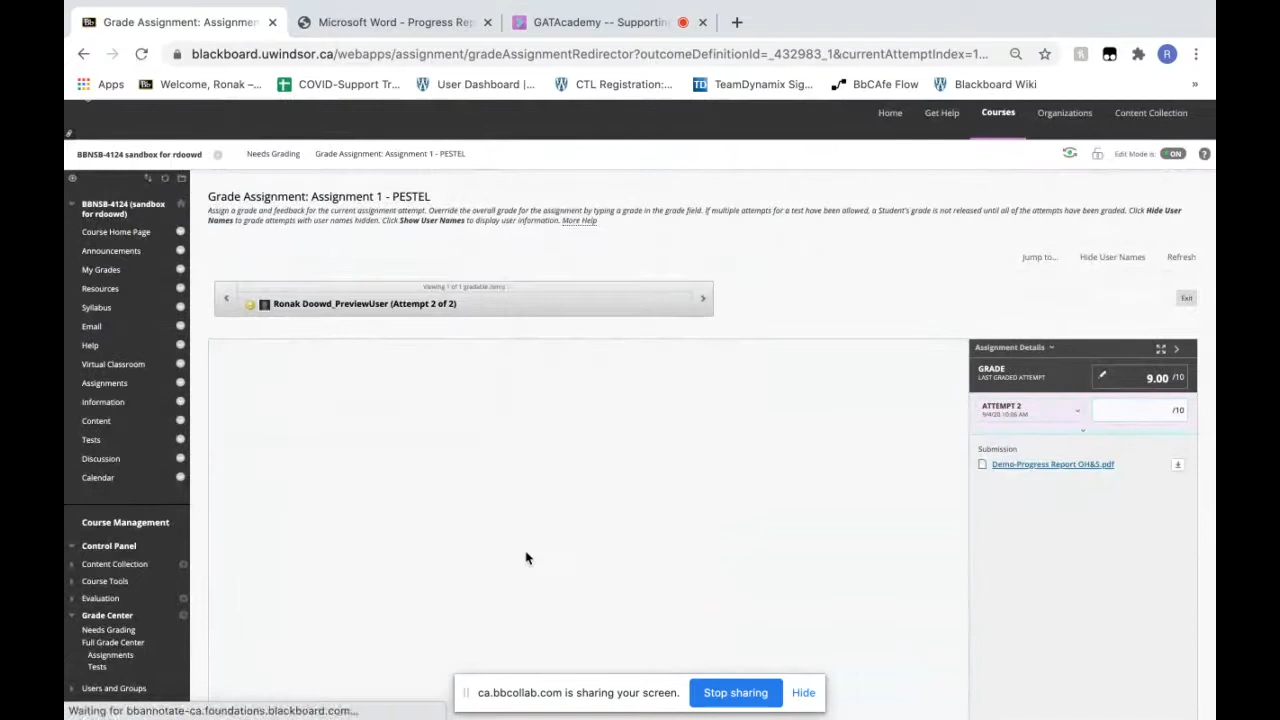 Grade Assignment: Assignmen
Microsoft Word - Progress Rep
GATAcademy -- Supportin
blackboard.uwindsor.ca/webapps/assignment/gradeAssignmentRedirector?outcomeDefinitionId=_432983_1&currentAttemptIndex=1...
R
Apps
Bb
Welcome, Ronak –...
COVID-Support Tr...
User Dashboard |...
CTL Registration:...
TD
TeamDynamix Sig...
BbCAfe Flow
Blackboard Wiki
»
Home
Get Help
Courses
Organizations
Content Collection
BBNSB-4124 sandbox for rdoowd
Needs Grading
Grade Assignment: Assignment 1 - PESTEL
Edit Mode is:
ON
?
BBNSB-4124 (sandbox
for rdoowd)
Course Home Page
Announcements
My Grades
Resources
Syllabus
Email
Help
Virtual Classroom
Assignments
Information
Content
Tests
Discussion
Calendar
Course Management
Control Panel
Content Collection
Course Tools
Evaluation
Grade Center
Needs Grading
Full Grade Center
Assignments
Tests
Users and Groups
Grade Assignment: Assignment 1 - PESTEL
Assign a grade and feedback for the current assignment attempt. Override the overall grade for the assignment by typing a grade in the grade field. If multiple attempts for a test have been allowed, a Student's grade is not released until all of the attempts have been graded. Click Hide User
Names to grade attempts with user names hidden. Click Show User Names to display user information. More Help
Jump to...
Hide User Names
Refresh
Viewing 1 of 1 gradable items
Ronak Doowd_PreviewUser (Attempt 2 of 2)
Exit
Assignment Details
GRADE
LAST GRADED ATTEMPT
9.00 /10
ATTEMPT 2
9/4/20 10:06 AM
/10
Submission
Demo-Progress Report OH&S.pdf
ca.bbcollab.com is sharing your screen.
Stop sharing
Hide
Waiting for bbannotate-ca.foundations.blackboard.com...